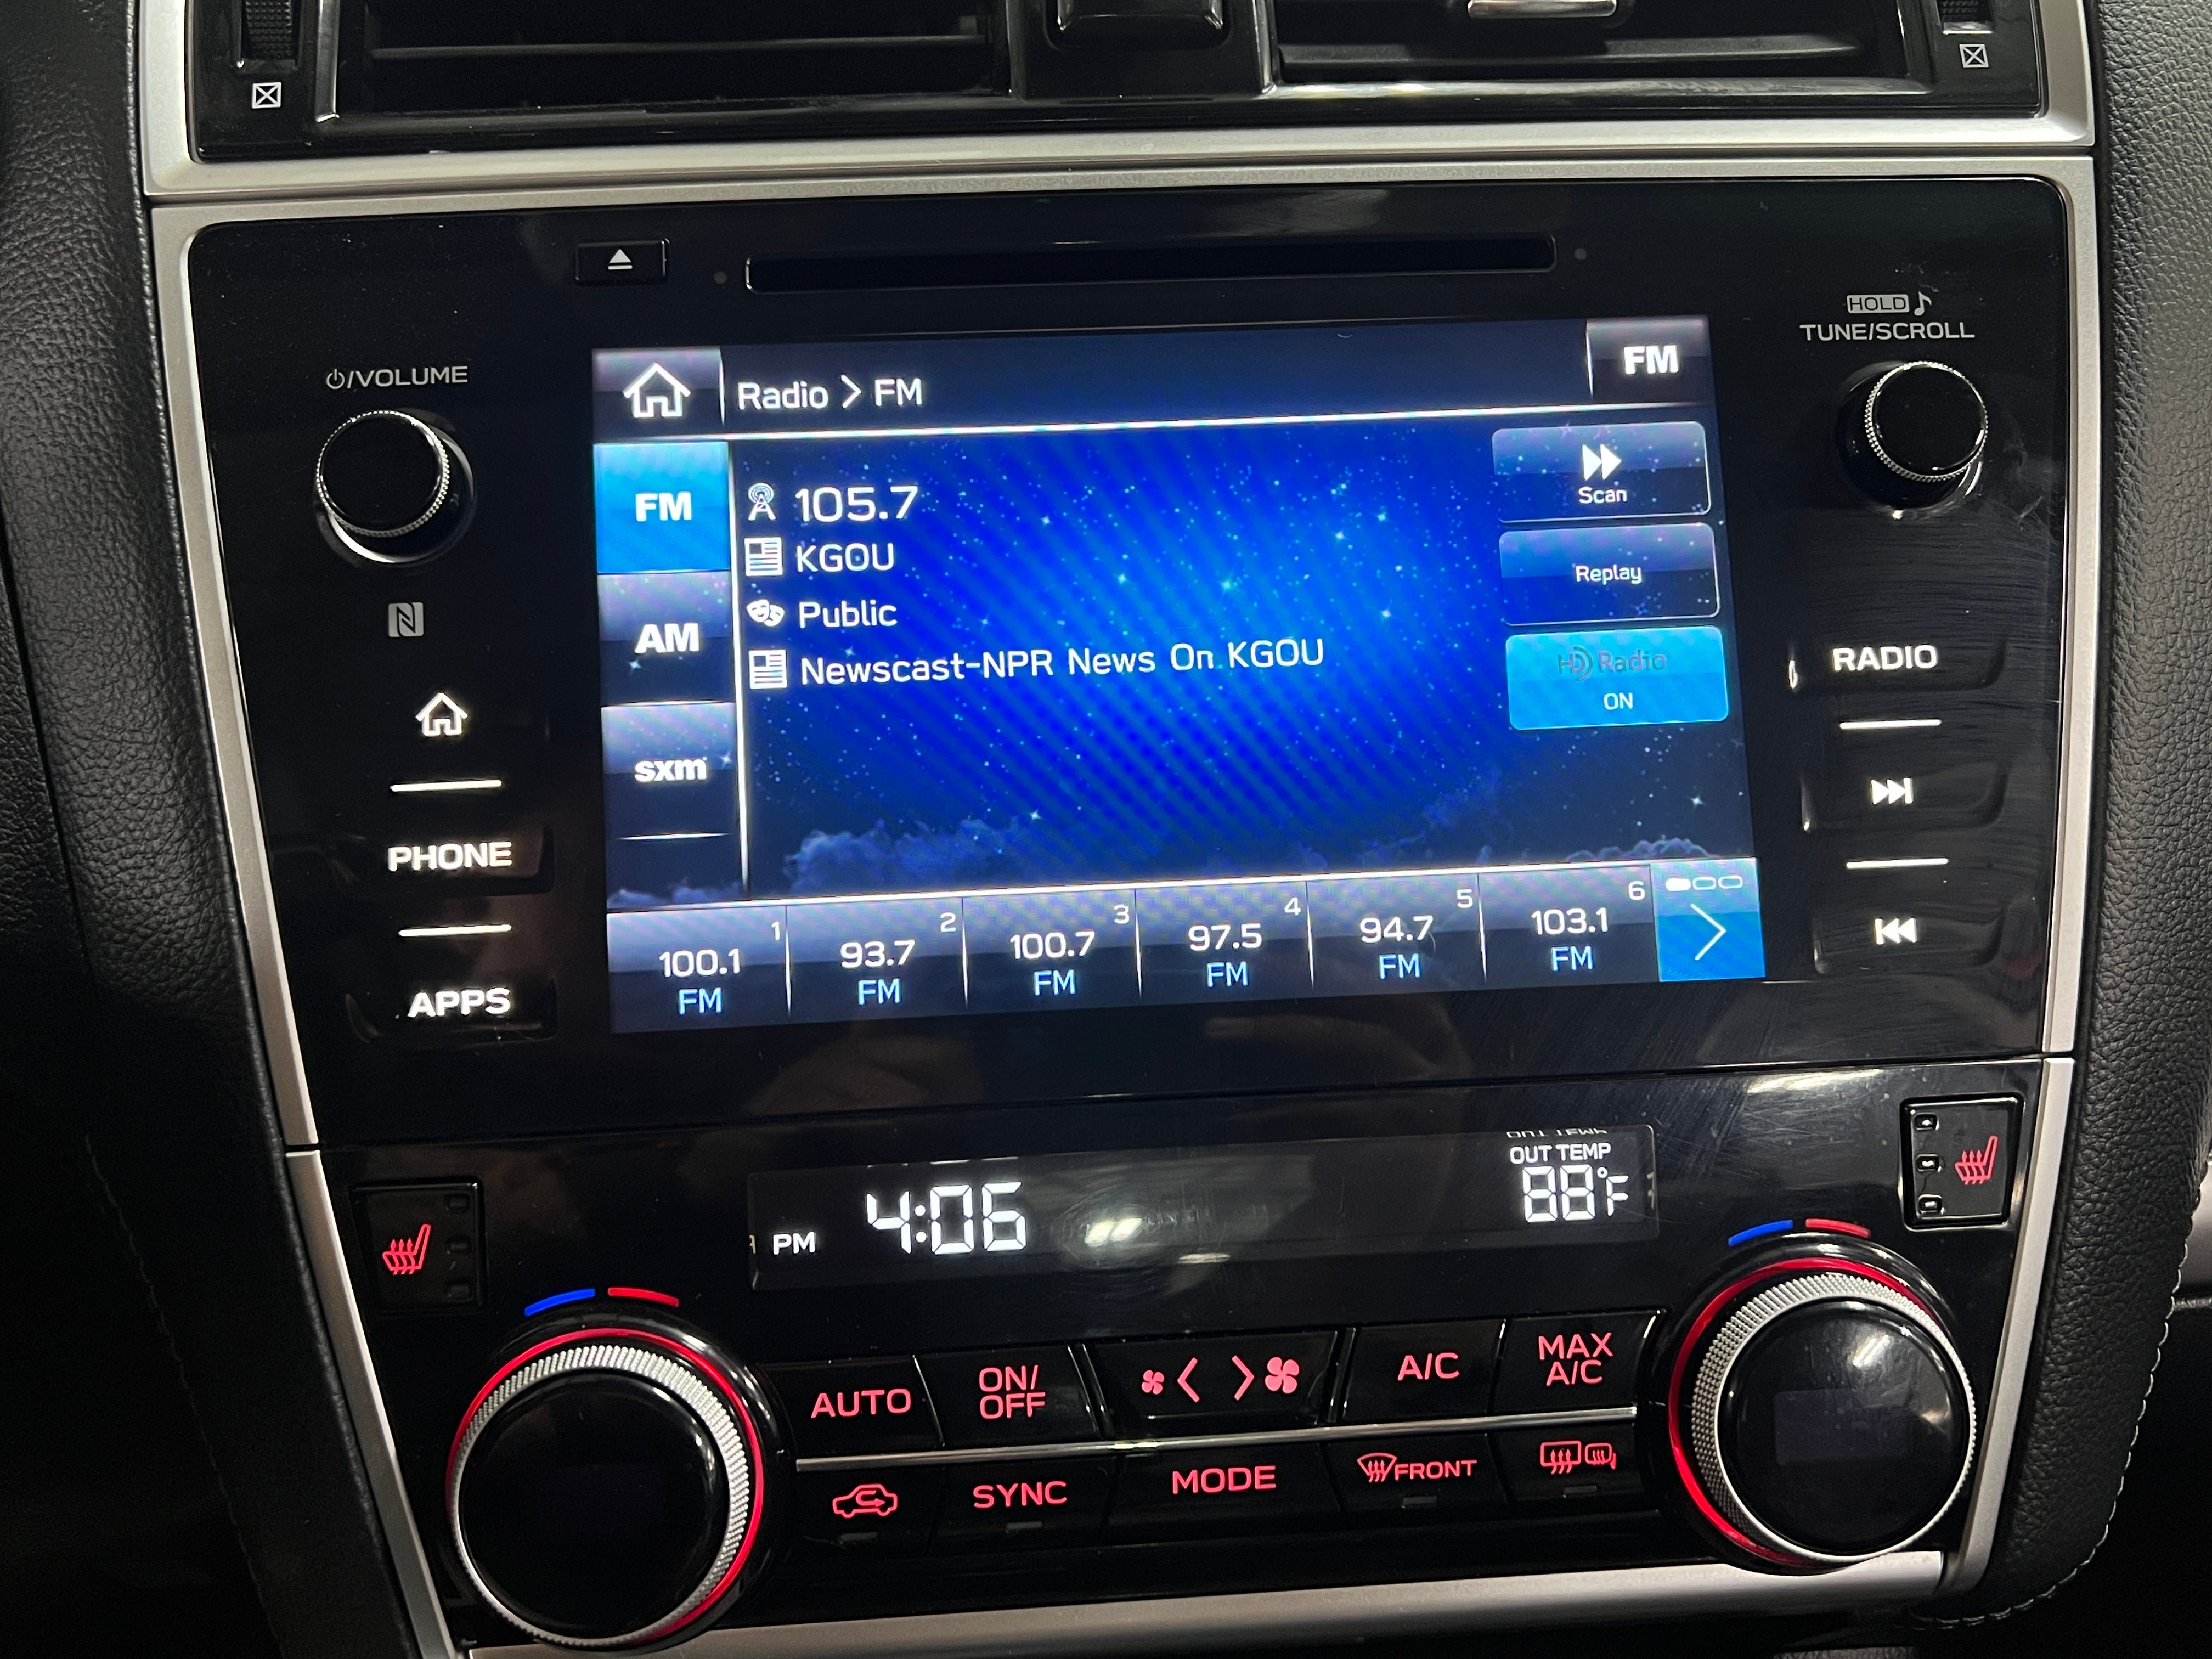 HOLD
TUNE/SCROLL
/VOLUME
Radio > FM
FM
FM
105.7
Scan
KGOU
Replay
Public
AM
Newscast-NPR News On KGOU
HD Radio
ON
RADIO
sxm
PHONE
APPS
1
100.1
FM
2
93.7
FM
3
100.7
FM
4
97.5
FM
5
94.7
FM
6
103.1
FM
OUT TEMP
PM 4:06
88°F
AUTO
ON/
OFF
A/C
MAX
A/C
SYNC
MODE
FRONT